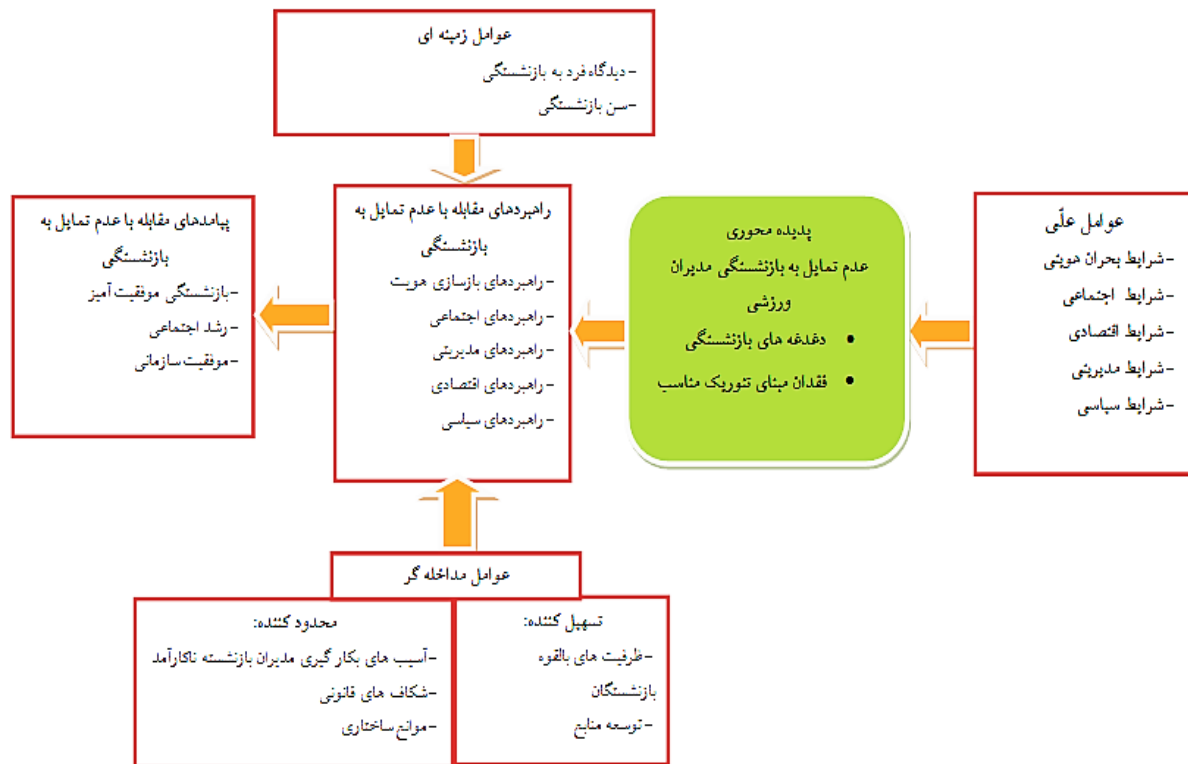 عوامل زمینه ای
-دیدگاه فرد به بازنشستگی
-سن بازنشستگی
عوامل علّی
-شرایط بحران هویتی
-شرایط اجتماعی
-شرایط اقتصادی
-شرایط مدیریتی
-شرایط سیاسی
پدیده محوری
عدم تمایل به بازنشستگی مدیران
ورزشی
• دغدغه های بازنشستگی
• فقدان مبنای تئوریک مناسب
راهبردهای مقابله با عدم تمایل به
بازنشستگی
- راهبردهای بازسازی هویت
- راهبردهای اجتماعی
- راهبردهای مدیریتی
- راهبردهای اقتصادی
- راهبردهای سیاسی
پیامدهای مقابله با عدم تمایل به
بازنشستگی
-بازنشستگی موفقیت آمیز
-رشد اجتماعی
-موفقیت سازمانی
عوامل مداخله گر
تسهیل کننده:
-ظرفیت های بالقوه
بازنشستگان
-توسعه منابع
محدود کننده:
-آسیب های بکار گیری مدیران بازنشسته ناکارآمد
-شکاف های قانونی
-موانع ساختاری